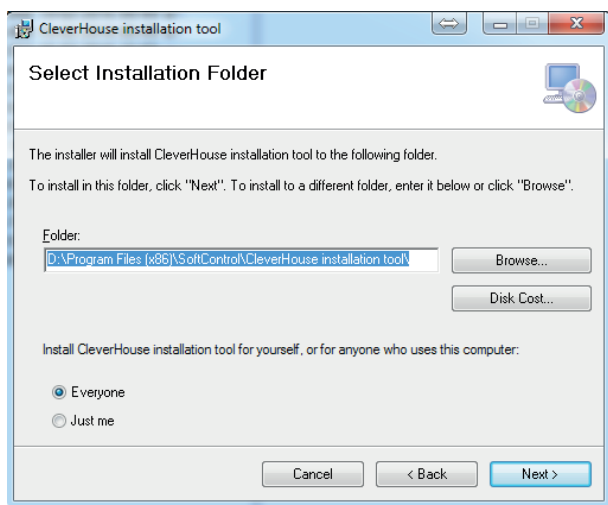 CleverHouse installation tool
Select Installation Folder
The installer will install CleverHouse installation tool to the following folder.
To install in this folder, click "Next". To install to a different folder, enter it below or click "Browse".
Folder:
D:\Program Files (x86)\SoftControl\CleverHouse installation tool\
Browse...
Disk Cost...
Install CleverHouse installation tool for yourself, or for anyone who uses this computer:
Everyone
Just me
Cancel
< Back
Next >